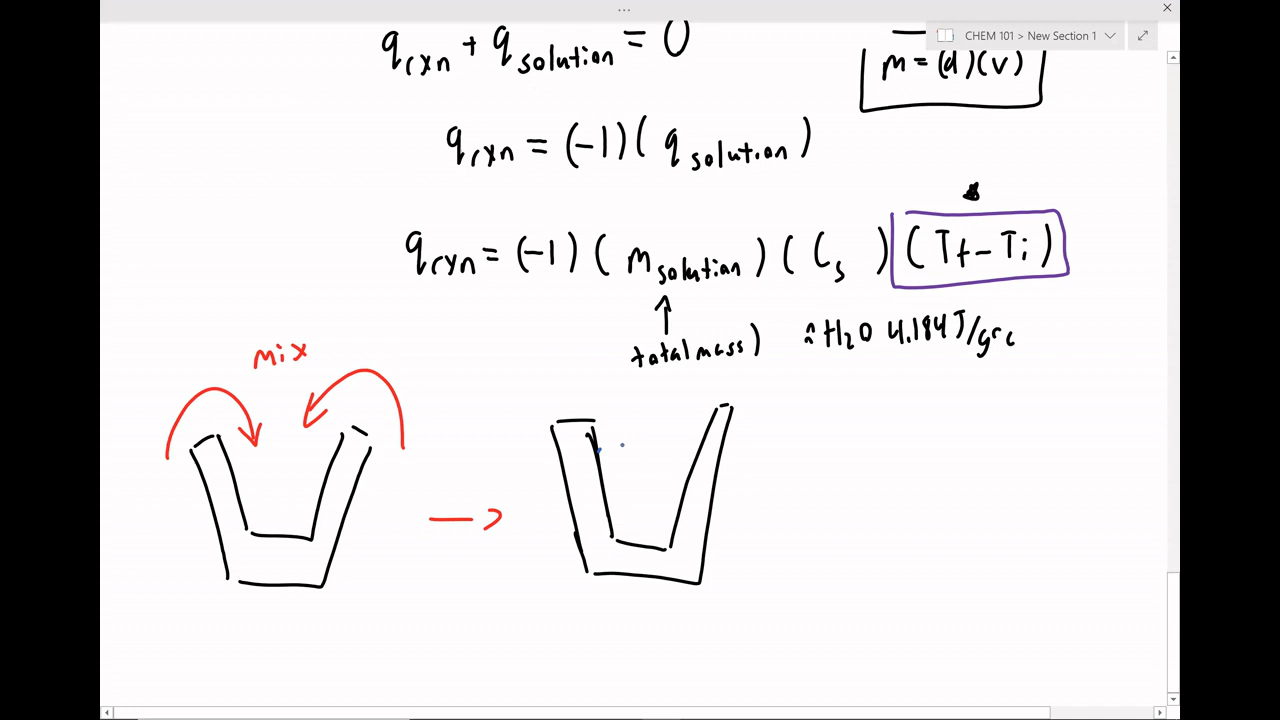 CHEM 101 > New Section 1
q_rxn + q_solution = 0
m = (d)(v)
q_rxn = (-1)(q_solution)
q_rxn = (-1)(m_solution)(C_s)(Tf - Ti)
total mass) H₂O 4.184 J/g°C
mix